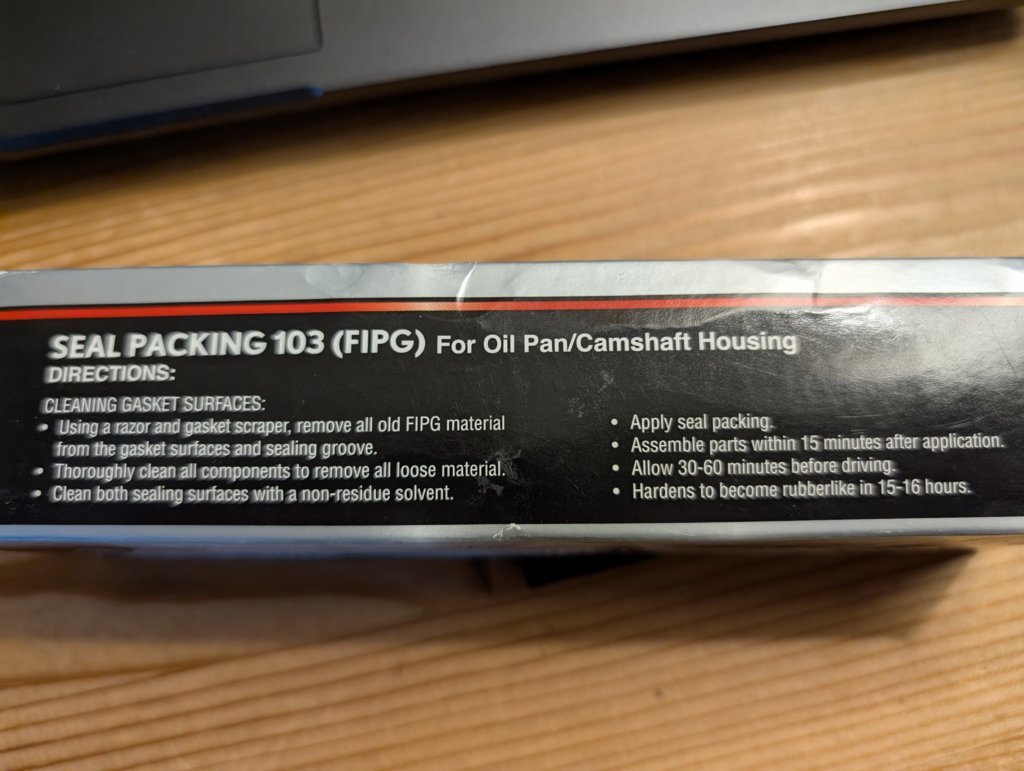 SEAL PACKING 103 (FIPG) For Oil Pan/Camshaft Housing
DIRECTIONS:
CLEANING GASKET SURFACES:
• Using a razor and gasket scraper, remove all old FIPG material
from the gasket surfaces and sealing groove.
• Thoroughly clean all components to remove all loose material.
• Clean both sealing surfaces with a non-residue solvent.
• Apply seal packing.
• Assemble parts within 15 minutes after application.
• Allow 30-60 minutes before driving.
• Hardens to become rubberlike in 15-16 hours.